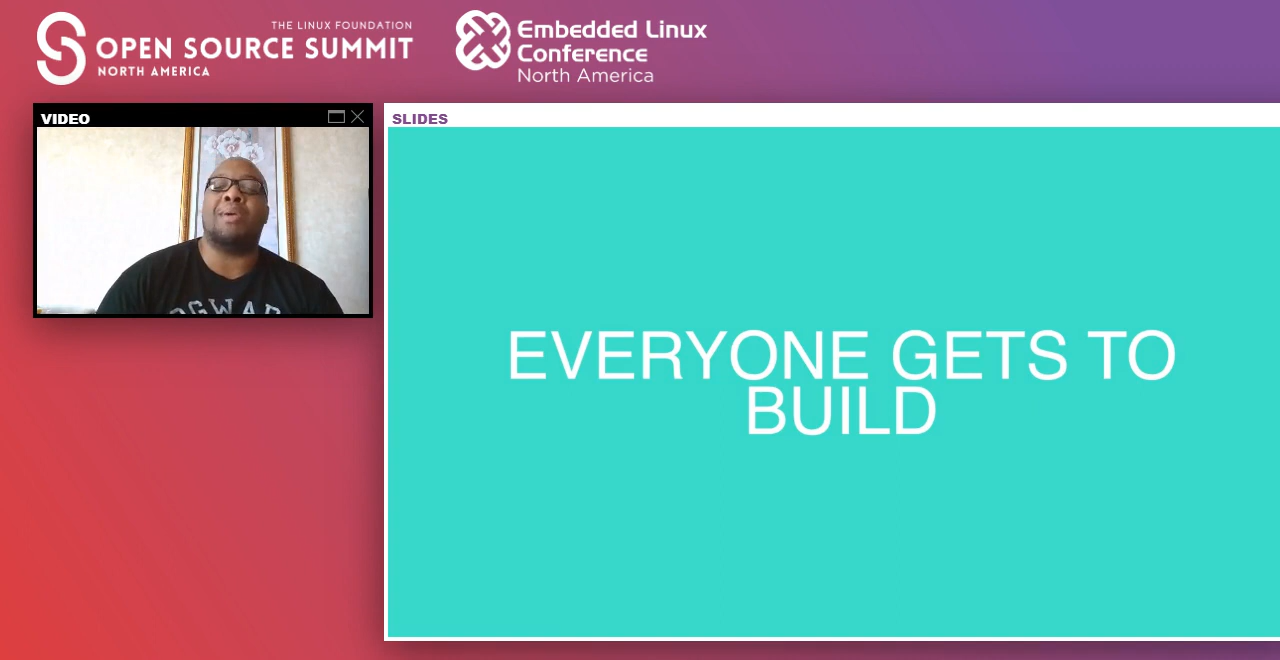 THE LINUX FOUNDATION
OPEN SOURCE SUMMIT
NORTH AMERICA
Embedded Linux
Conference
North America
VIDEO
SLIDES
OGWAR
EVERYONE GETS TO
BUILD